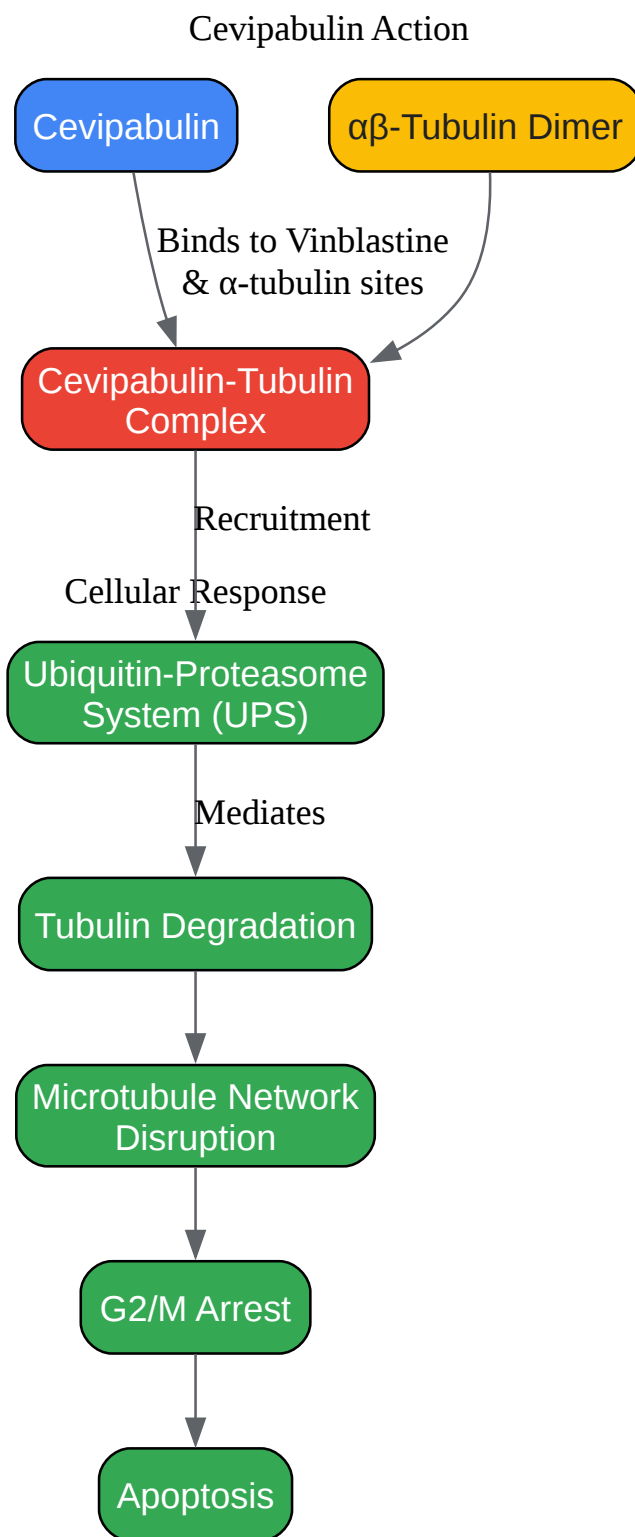 Cevipabulin Action
Cevipabulin
αβ-Tubulin Dimer
Binds to Vinblastine
& α-tubulin sites
Cevipabulin-Tubulin
Complex
Recruitment
Cellular Response
Ubiquitin-Proteasome
System (UPS)
Mediates
Tubulin Degradation
Microtubule Network
Disruption
G2/M Arrest
Apoptosis